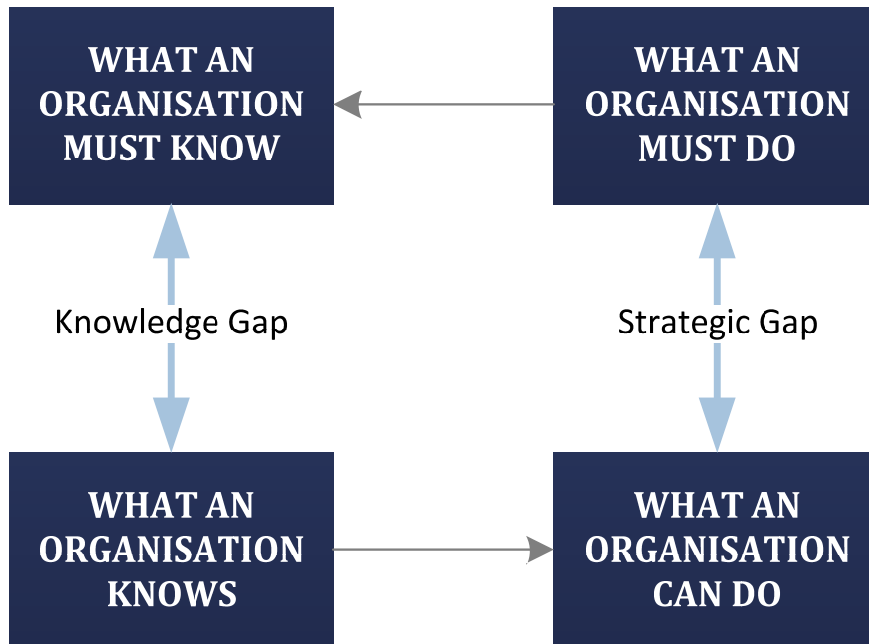 WHAT AN
ORGANISATION
MUST KNOW
WHAT AN
ORGANISATION
MUST DO
Knowledge Gap
Strategic Gap
WHAT AN
ORGANISATION
KNOWS
WHAT AN
ORGANISATION
CAN DO